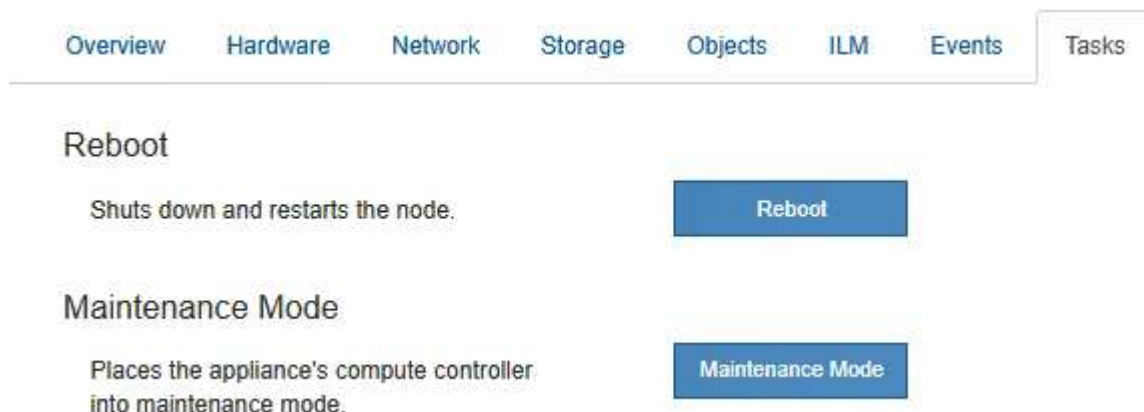 Overview Hardware Network Storage Objects ILM Events Tasks
Reboot
Shuts down and restarts the node. Reboot
Maintenance Mode
Places the appliance's compute controller Maintenance Mode
into maintenance mode.